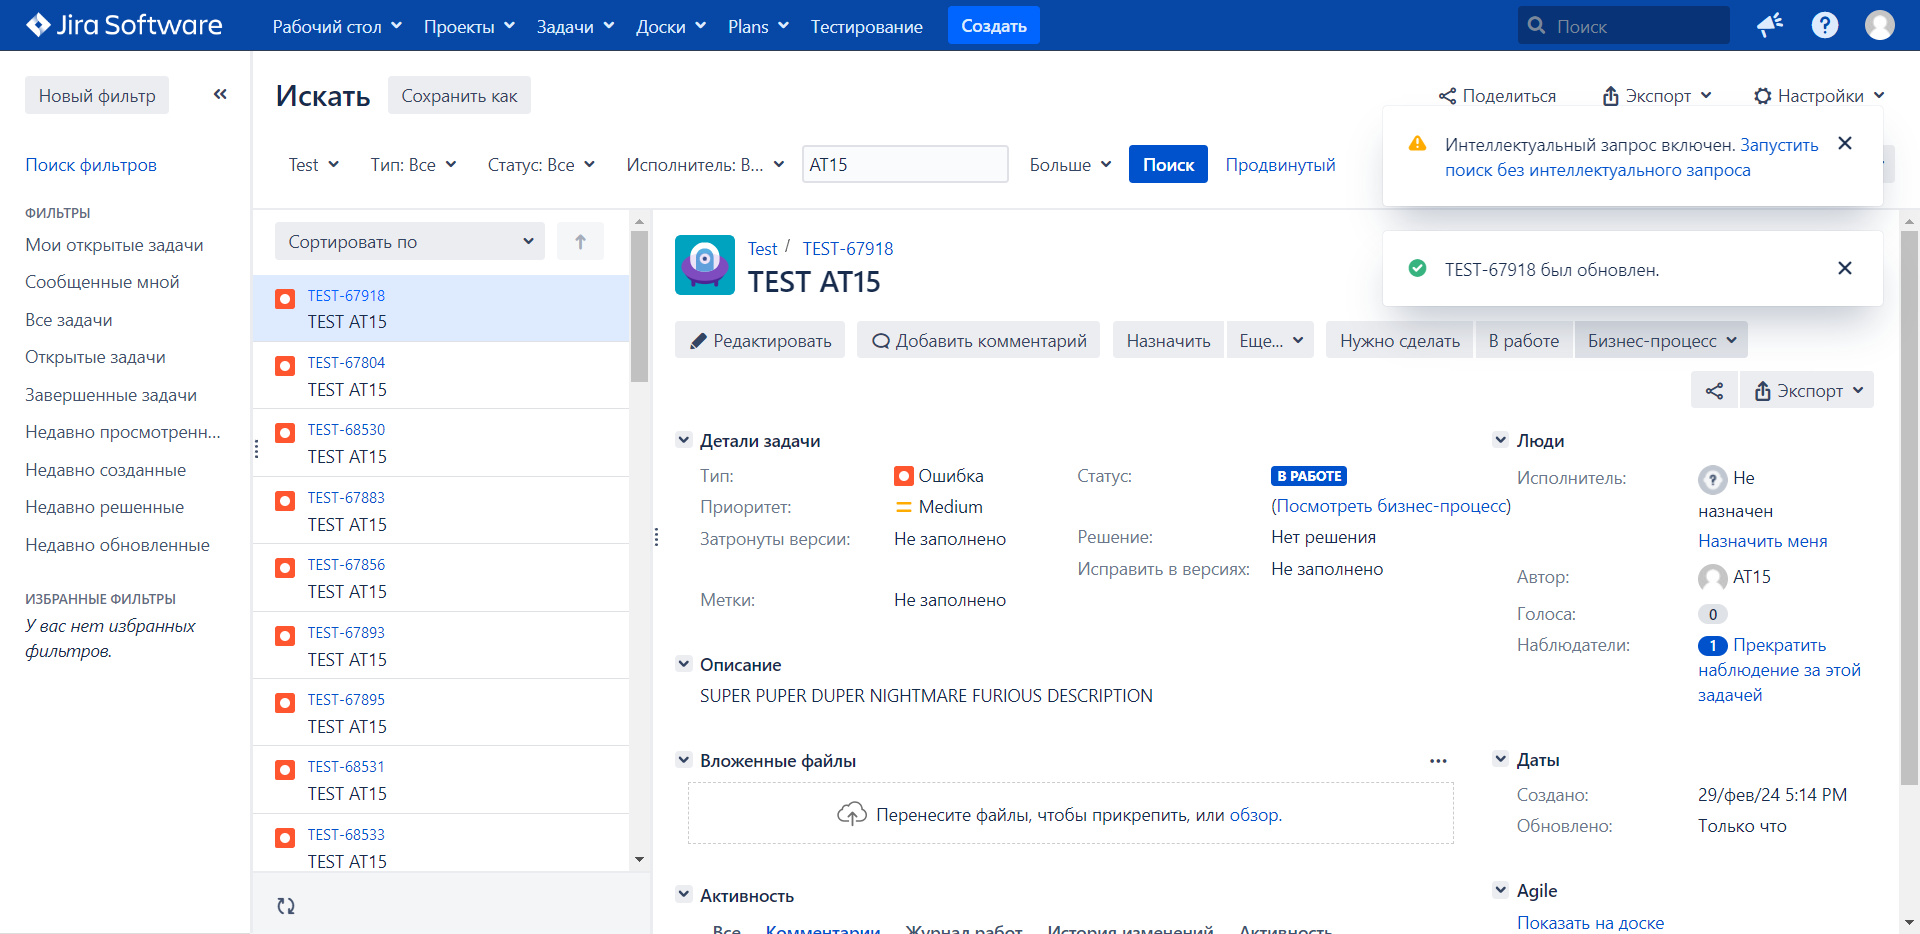 Jira Software
Рабочий стол
Проекты
Задачи
Доски
Plans
Тестирование
Создать
Поиск
Новый фильтр
Поиск фильтров
ФИЛЬТРЫ
Мои открытые задачи
Сообщенные мной
Все задачи
Открытые задачи
Завершенные задачи
Недавно просмотренн...
Недавно созданные
Недавно решенные
Недавно обновленные
ИЗБРАННЫЕ ФИЛЬТРЫ
У вас нет избранных
фильтров.
Искать
Сохранить как
Поделиться
Экспорт
Настройки
Test
Тип: Все
Статус: Все
Исполнитель: В...
AT15
Больше
Поиск
Продвинутый
Интеллектуальный запрос включен. Запустить
поиск без интеллектуального запроса
TEST-67918 был обновлен.
Сортировать по
TEST-67918
TEST AT15
TEST-67804
TEST AT15
TEST-68530
TEST AT15
TEST-67883
TEST AT15
TEST-67856
TEST AT15
TEST-67893
TEST AT15
TEST-67895
TEST AT15
TEST-68531
TEST AT15
TEST-68533
TEST AT15
Test / TEST-67918
TEST AT15
Редактировать
Добавить комментарий
Назначить
Еще...
Нужно сделать
В работе
Бизнес-процесс
Экспорт
Детали задачи
Тип: Ошибка
Приоритет: Medium
Затронуты версии: Не заполнено
Метки: Не заполнено
Статус: В РАБОТЕ
(Посмотреть бизнес-процесс)
Решение: Нет решения
Исправить в версиях: Не заполнено
Описание
SUPER PUPER DUPER NIGHTMARE FURIOUS DESCRIPTION
Вложенные файлы
Перенесите файлы, чтобы прикрепить, или обзор.
Активность
Все
Комментарии
Журнал работ
История изменений
Активность
Люди
Исполнитель: Не
назначен
Назначить меня
Автор: AT15
Голоса: 0
Наблюдатели: 1 Прекратить
наблюдение за этой
задачей
Даты
Создано: 29/фев/24 5:14 PM
Обновлено: Только что
Agile
Показать на доске